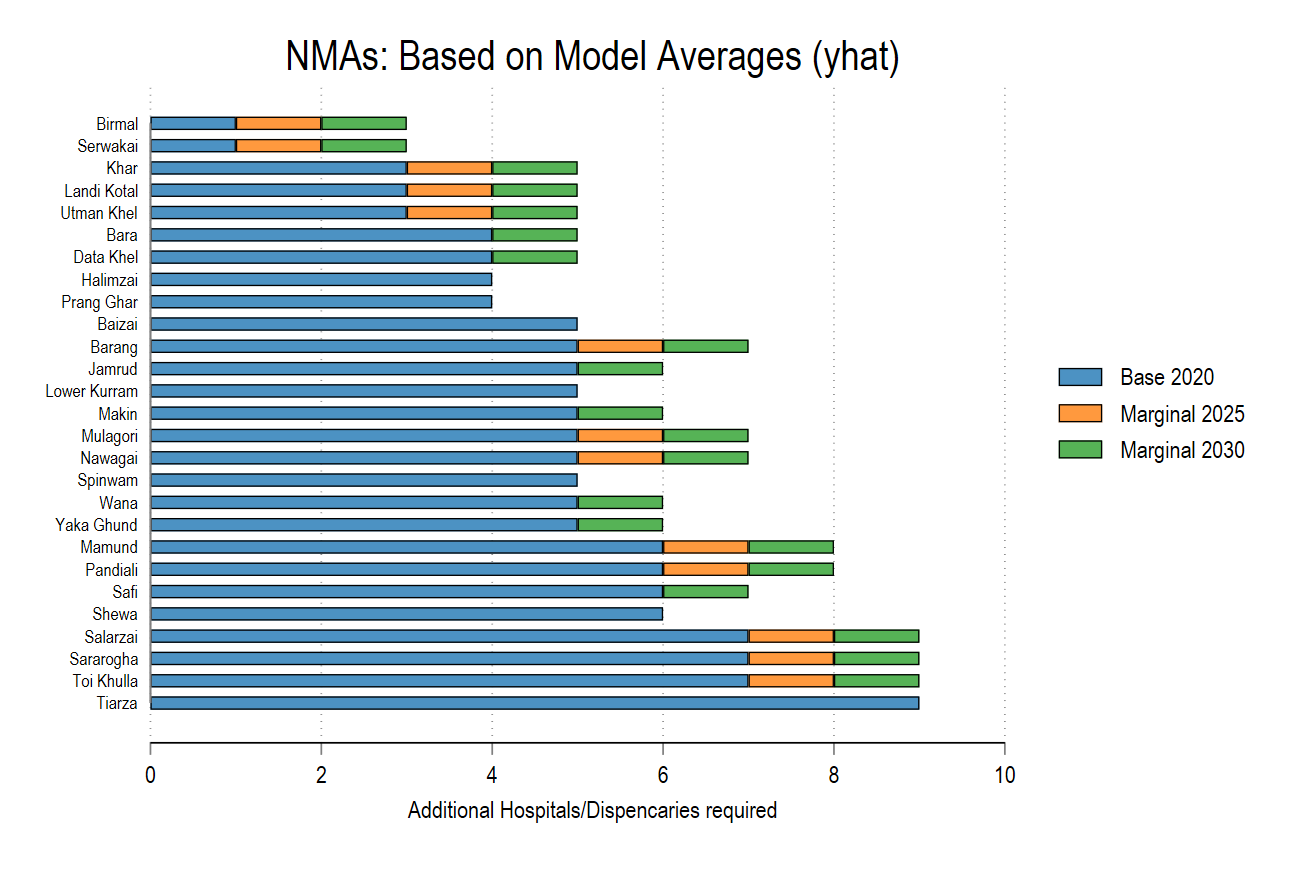 NMAs: Based on Model Averages (yhat)
Birmal
Serwakai
Khar
Landi Kotal
Utman Khel
Bara
Data Khel
Halimzai
Prang Ghar
Baizai
Barang
Jamrud
Lower Kurram
Makin
Mulagori
Nawagai
Spinwam
Wana
Yaka Ghund
Mamund
Pandiali
Safi
Shewa
Salarzai
Sararogha
Toi Khulla
Tiarza
0 2 4 6 8 10
Additional Hospitals/Dispencaries required
Base 2020
Marginal 2025
Marginal 2030